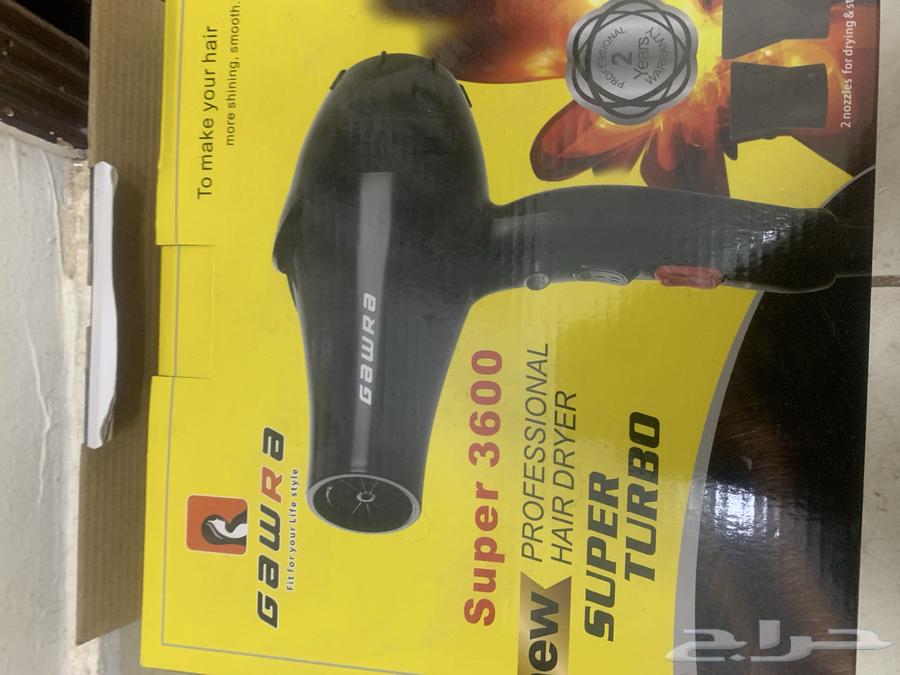 GAWRA
Fit for your Life style
To make your hair
more shining, smooth.
GAWRA
Super 3600
new PROFESSIONAL
HAIR DRYER
SUPER
TURBO
PROFESSIONAL
2
Years
WARRANTY
2 nozzles for drying & st
حراج